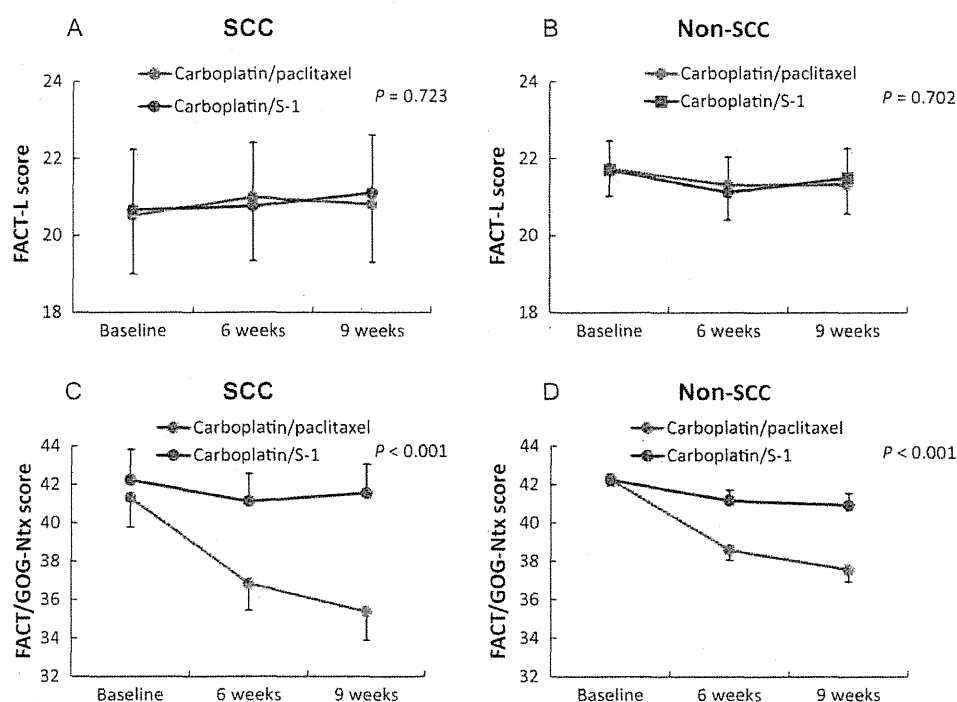 A
SCC
Carboplatin/paclitaxel
Carboplatin/S-1
P = 0.723
FACT-L score
24
22
20
18
Baseline
6 weeks
9 weeks
B
Non-SCC
Carboplatin/paclitaxel
Carboplatin/S-1
P = 0.702
FACT-L score
24
22
20
18
Baseline
6 weeks
9 weeks
C
SCC
Carboplatin/paclitaxel
Carboplatin/S-1
P < 0.001
FACT/GOG-Ntx score
44
42
40
38
36
34
32
Baseline
6 weeks
9 weeks
D
Non-SCC
Carboplatin/paclitaxel
Carboplatin/S-1
P < 0.001
FACT/GOG-Ntx score
44
42
40
38
36
34
32
Baseline
6 weeks
9 weeks